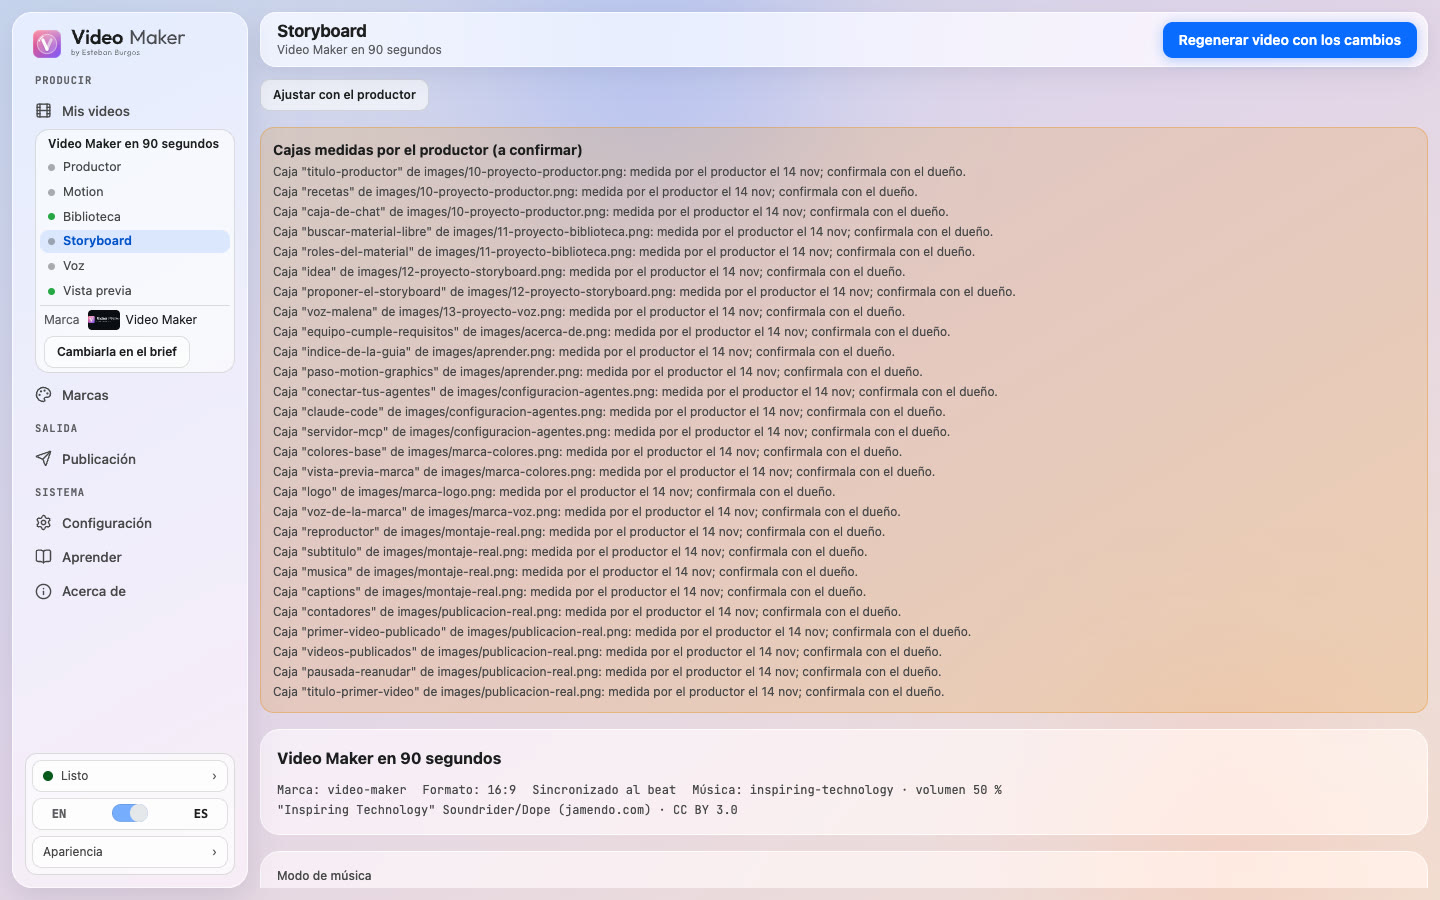 Video Maker
by Esteban Burgos
PRODUCIR
Mis videos
Video Maker en 90 segundos
Productor
Motion
Biblioteca
Storyboard
Voz
Vista previa
Marca
Video Maker
Cambiarla en el brief
Marcas
SALIDA
Publicación
SISTEMA
Configuración
Aprender
Acerca de
Listo
EN
ES
Apariencia
Storyboard
Video Maker en 90 segundos
Regenerar video con los cambios
Ajustar con el productor
Cajas medidas por el productor (a confirmar)
Caja "titulo-productor" de images/10-proyecto-productor.png: medida por el productor el 14 nov; confirmala con el dueño.
Caja "recetas" de images/10-proyecto-productor.png: medida por el productor el 14 nov; confirmala con el dueño.
Caja "caja-de-chat" de images/10-proyecto-productor.png: medida por el productor el 14 nov; confirmala con el dueño.
Caja "buscar-material-libre" de images/11-proyecto-biblioteca.png: medida por el productor el 14 nov; confirmala con el dueño.
Caja "roles-del-material" de images/11-proyecto-biblioteca.png: medida por el productor el 14 nov; confirmala con el dueño.
Caja "idea" de images/12-proyecto-storyboard.png: medida por el productor el 14 nov; confirmala con el dueño.
Caja "proponer-el-storyboard" de images/12-proyecto-storyboard.png: medida por el productor el 14 nov; confirmala con el dueño.
Caja "voz-malena" de images/13-proyecto-voz.png: medida por el productor el 14 nov; confirmala con el dueño.
Caja "equipo-cumple-requisitos" de images/acerca-de.png: medida por el productor el 14 nov; confirmala con el dueño.
Caja "indice-de-la-guia" de images/aprender.png: medida por el productor el 14 nov; confirmala con el dueño.
Caja "paso-motion-graphics" de images/aprender.png: medida por el productor el 14 nov; confirmala con el dueño.
Caja "conectar-tus-agentes" de images/configuracion-agentes.png: medida por el productor el 14 nov; confirmala con el dueño.
Caja "claude-code" de images/configuracion-agentes.png: medida por el productor el 14 nov; confirmala con el dueño.
Caja "servidor-mcp" de images/configuracion-agentes.png: medida por el productor el 14 nov; confirmala con el dueño.
Caja "colores-base" de images/marca-colores.png: medida por el productor el 14 nov; confirmala con el dueño.
Caja "vista-previa-marca" de images/marca-colores.png: medida por el productor el 14 nov; confirmala con el dueño.
Caja "logo" de images/marca-logo.png: medida por el productor el 14 nov; confirmala con el dueño.
Caja "voz-de-la-marca" de images/marca-voz.png: medida por el productor el 14 nov; confirmala con el dueño.
Caja "reproductor" de images/montaje-real.png: medida por el productor el 14 nov; confirmala con el dueño.
Caja "subtitulo" de images/montaje-real.png: medida por el productor el 14 nov; confirmala con el dueño.
Caja "musica" de images/montaje-real.png: medida por el productor el 14 nov; confirmala con el dueño.
Caja "captions" de images/montaje-real.png: medida por el productor el 14 nov; confirmala con el dueño.
Caja "contadores" de images/publicacion-real.png: medida por el productor el 14 nov; confirmala con el dueño.
Caja "primer-video-publicado" de images/publicacion-real.png: medida por el productor el 14 nov; confirmala con el dueño.
Caja "videos-publicados" de images/publicacion-real.png: medida por el productor el 14 nov; confirmala con el dueño.
Caja "pausada-reanudar" de images/publicacion-real.png: medida por el productor el 14 nov; confirmala con el dueño.
Caja "titulo-primer-video" de images/publicacion-real.png: medida por el productor el 14 nov; confirmala con el dueño.
Video Maker en 90 segundos
Marca: video-maker Formato: 16:9 Sincronizado al beat Música: inspiring-technology · volumen 50 %
"Inspiring Technology" Soundrider/Dope (jamendo.com) · CC BY 3.0
Modo de música